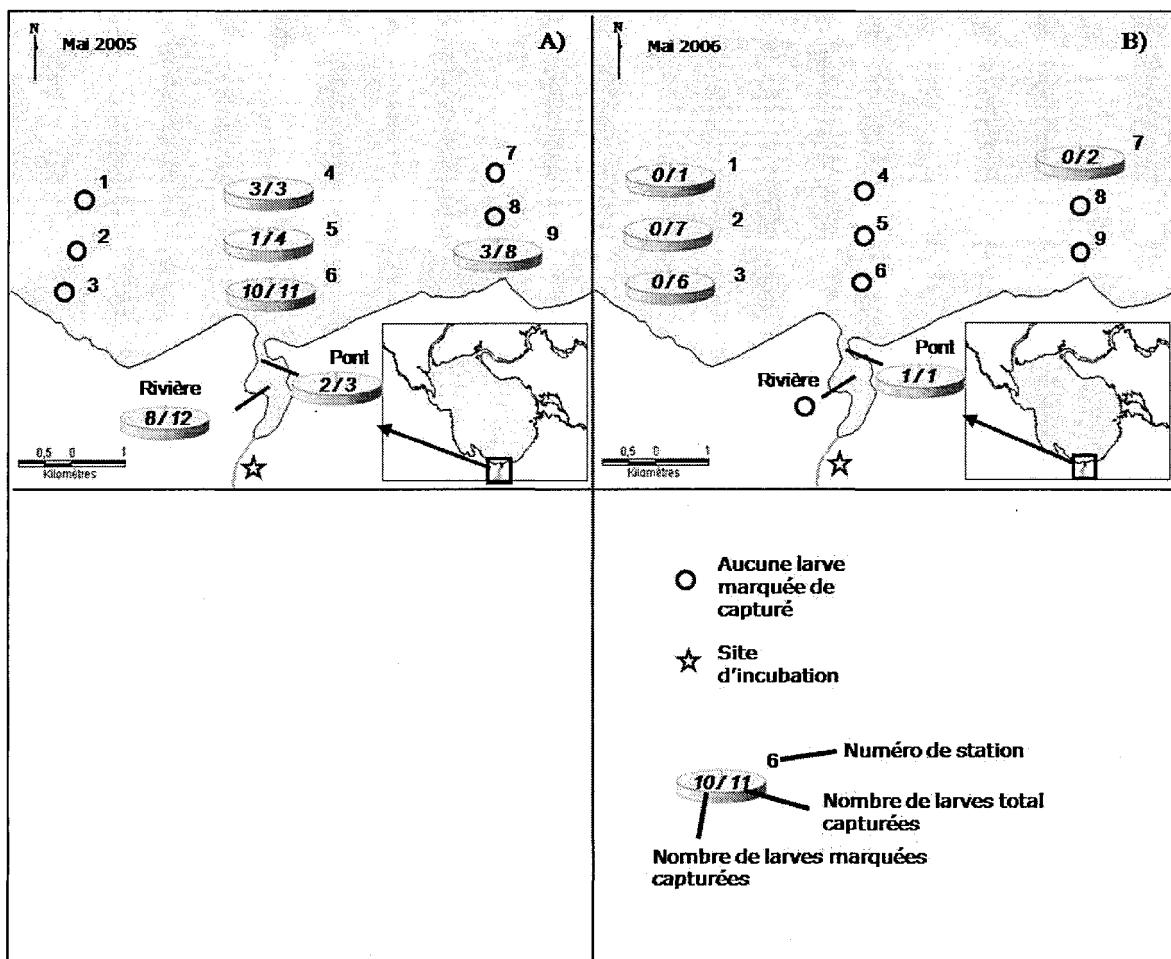 N
Mai 2005
A)
1
2
3
3/3
4
1/4
5
10/11
6
7
8
3/8
9
Rivière
8/12
Pont
2/3
0,5 0 1
Kilomètres
N
Mai 2006
B)
0/1
1
0/7
2
0/6
3
4
5
6
0/2
7
8
9
Rivière
Pont
1/1
0,5 0 1
Kilomètres
Aucune larve
marquée de
capturé
Site
d'incubation
6
Numéro de station
10/11
Nombre de larves total
capturées
Nombre de larves marquées
capturées